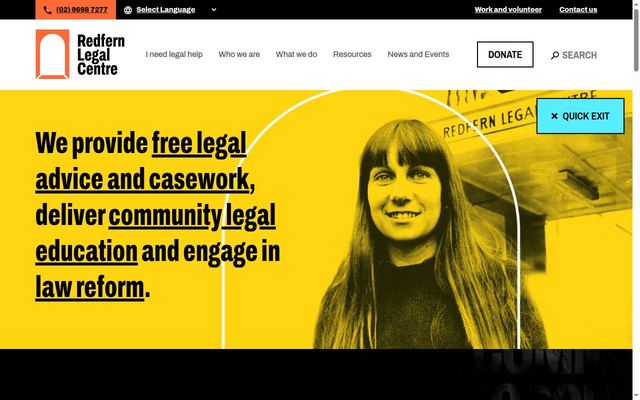 (02) 9698 7277
Select Language
Work and volunteer
Contact us
Redfern
Legal
Centre
I need legal help
Who we are
What we do
Resources
News and Events
DONATE
SEARCH
REDFERN LEGAL
QUICK EXIT
We provide free legal
advice and casework,
deliver community legal
education and engage in
law reform.